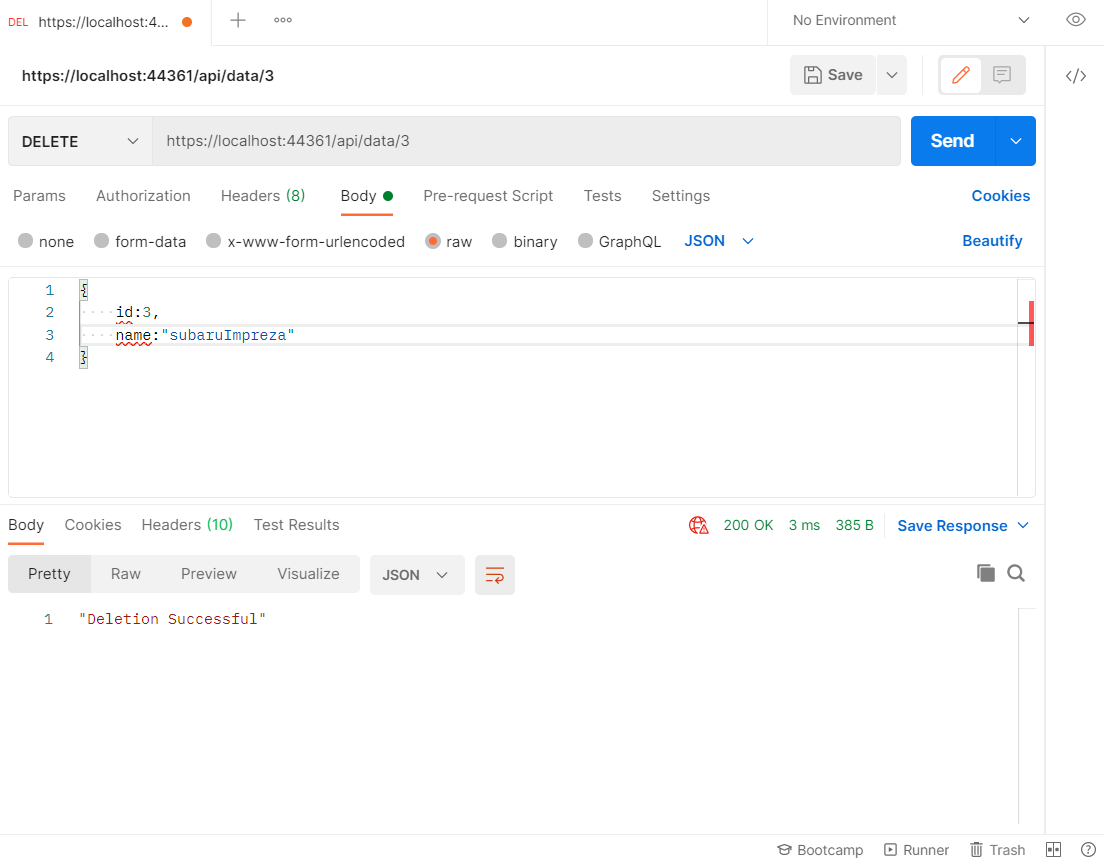 DEL https://localhost:4... No Environment
https://localhost:44361/api/data/3 Save
DELETE https://localhost:44361/api/data/3 Send
Params Authorization Headers (8) Body Pre-request Script Tests Settings Cookies
none form-data x-www-form-urlencoded raw binary GraphQL JSON Beautify
1 {
2 ····id:3,
3 ····name:"subaruImpreza"
4 }
Body Cookies Headers (10) Test Results 200 OK 3 ms 385 B Save Response
Pretty Raw Preview Visualize JSON
1 "Deletion Successful"
Bootcamp Runner Trash